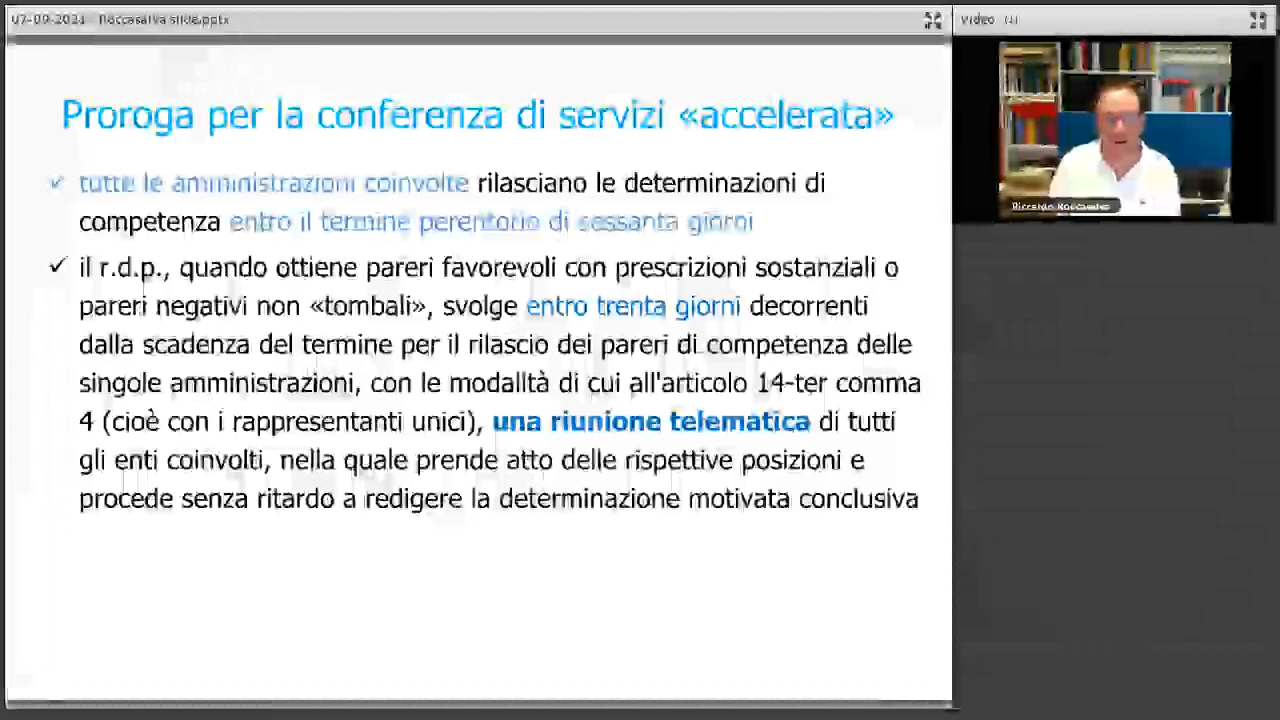 07-09-2021 - Roccasalva slide.pptx
Video (1)
Proroga per la conferenza di servizi «accelerata»
✓ tutte le amministrazioni coinvolte rilasciano le determinazioni di
competenza entro il termine perentorio di sessanta giorni
✓ il r.d.p., quando ottiene pareri favorevoli con prescrizioni sostanziali o
pareri negativi non «tombali», svolge entro trenta giorni decorrenti
dalla scadenza del termine per il rilascio dei pareri di competenza delle
singole amministrazioni, con le modalità di cui all'articolo 14-ter comma
4 (cioè con i rappresentanti unici), una riunione telematica di tutti
gli enti coinvolti, nella quale prende atto delle rispettive posizioni e
procede senza ritardo a redigere la determinazione motivata conclusiva